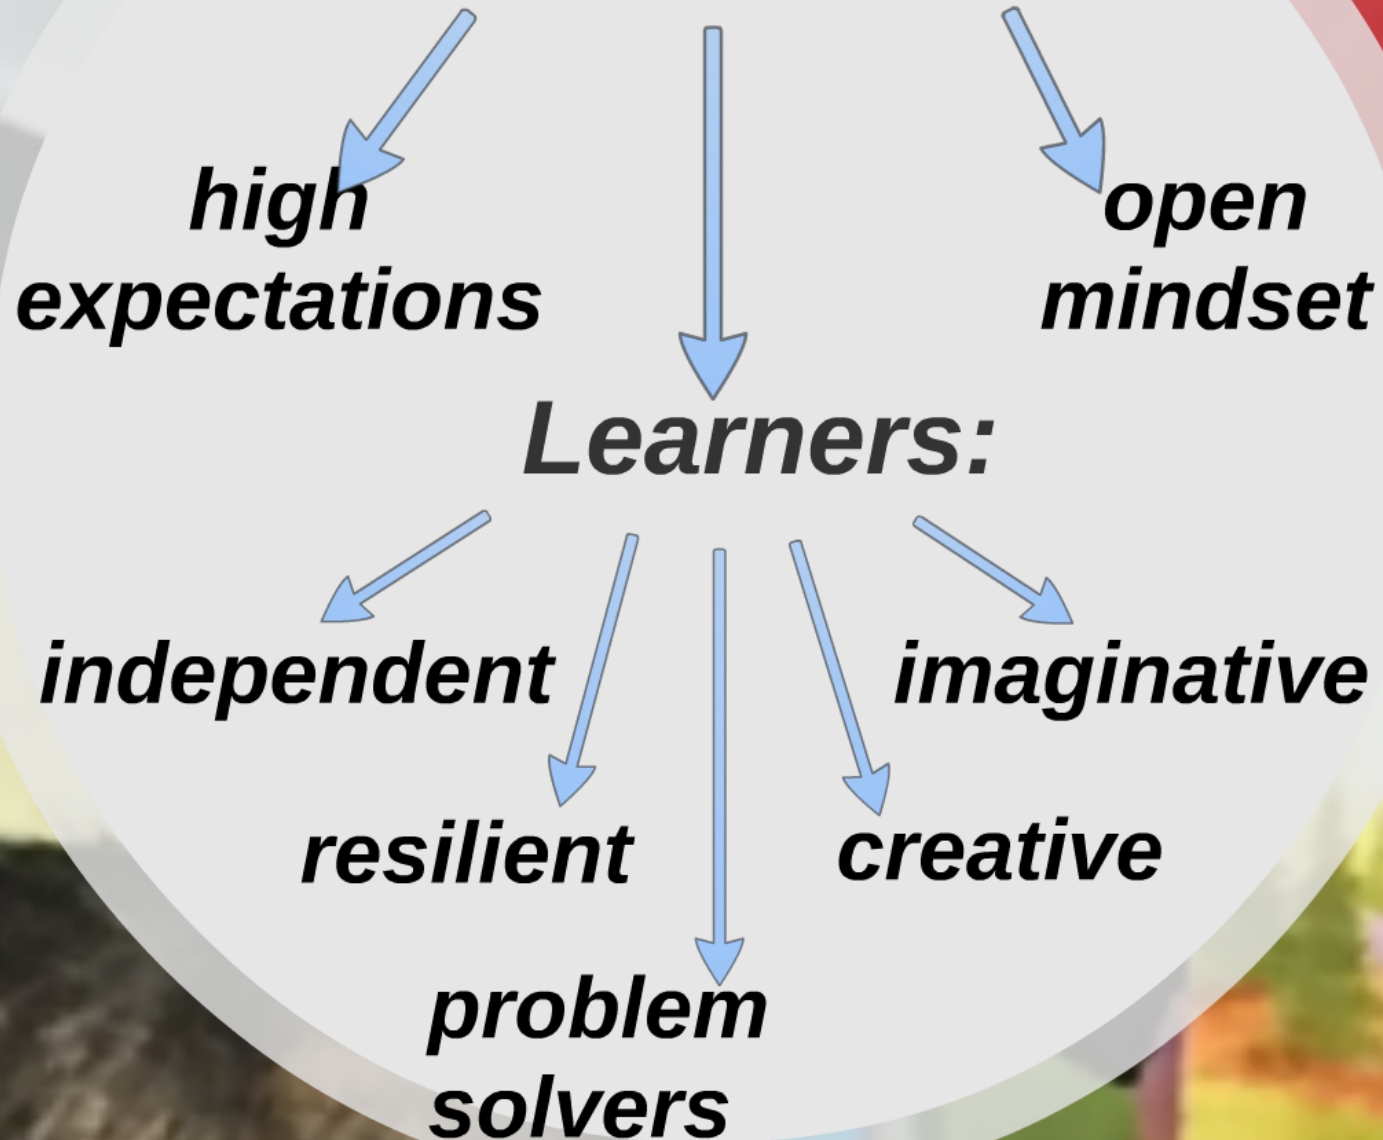 high
expectations
open
mindset
Learners:
independent
imaginative
resilient
creative
problem
solvers